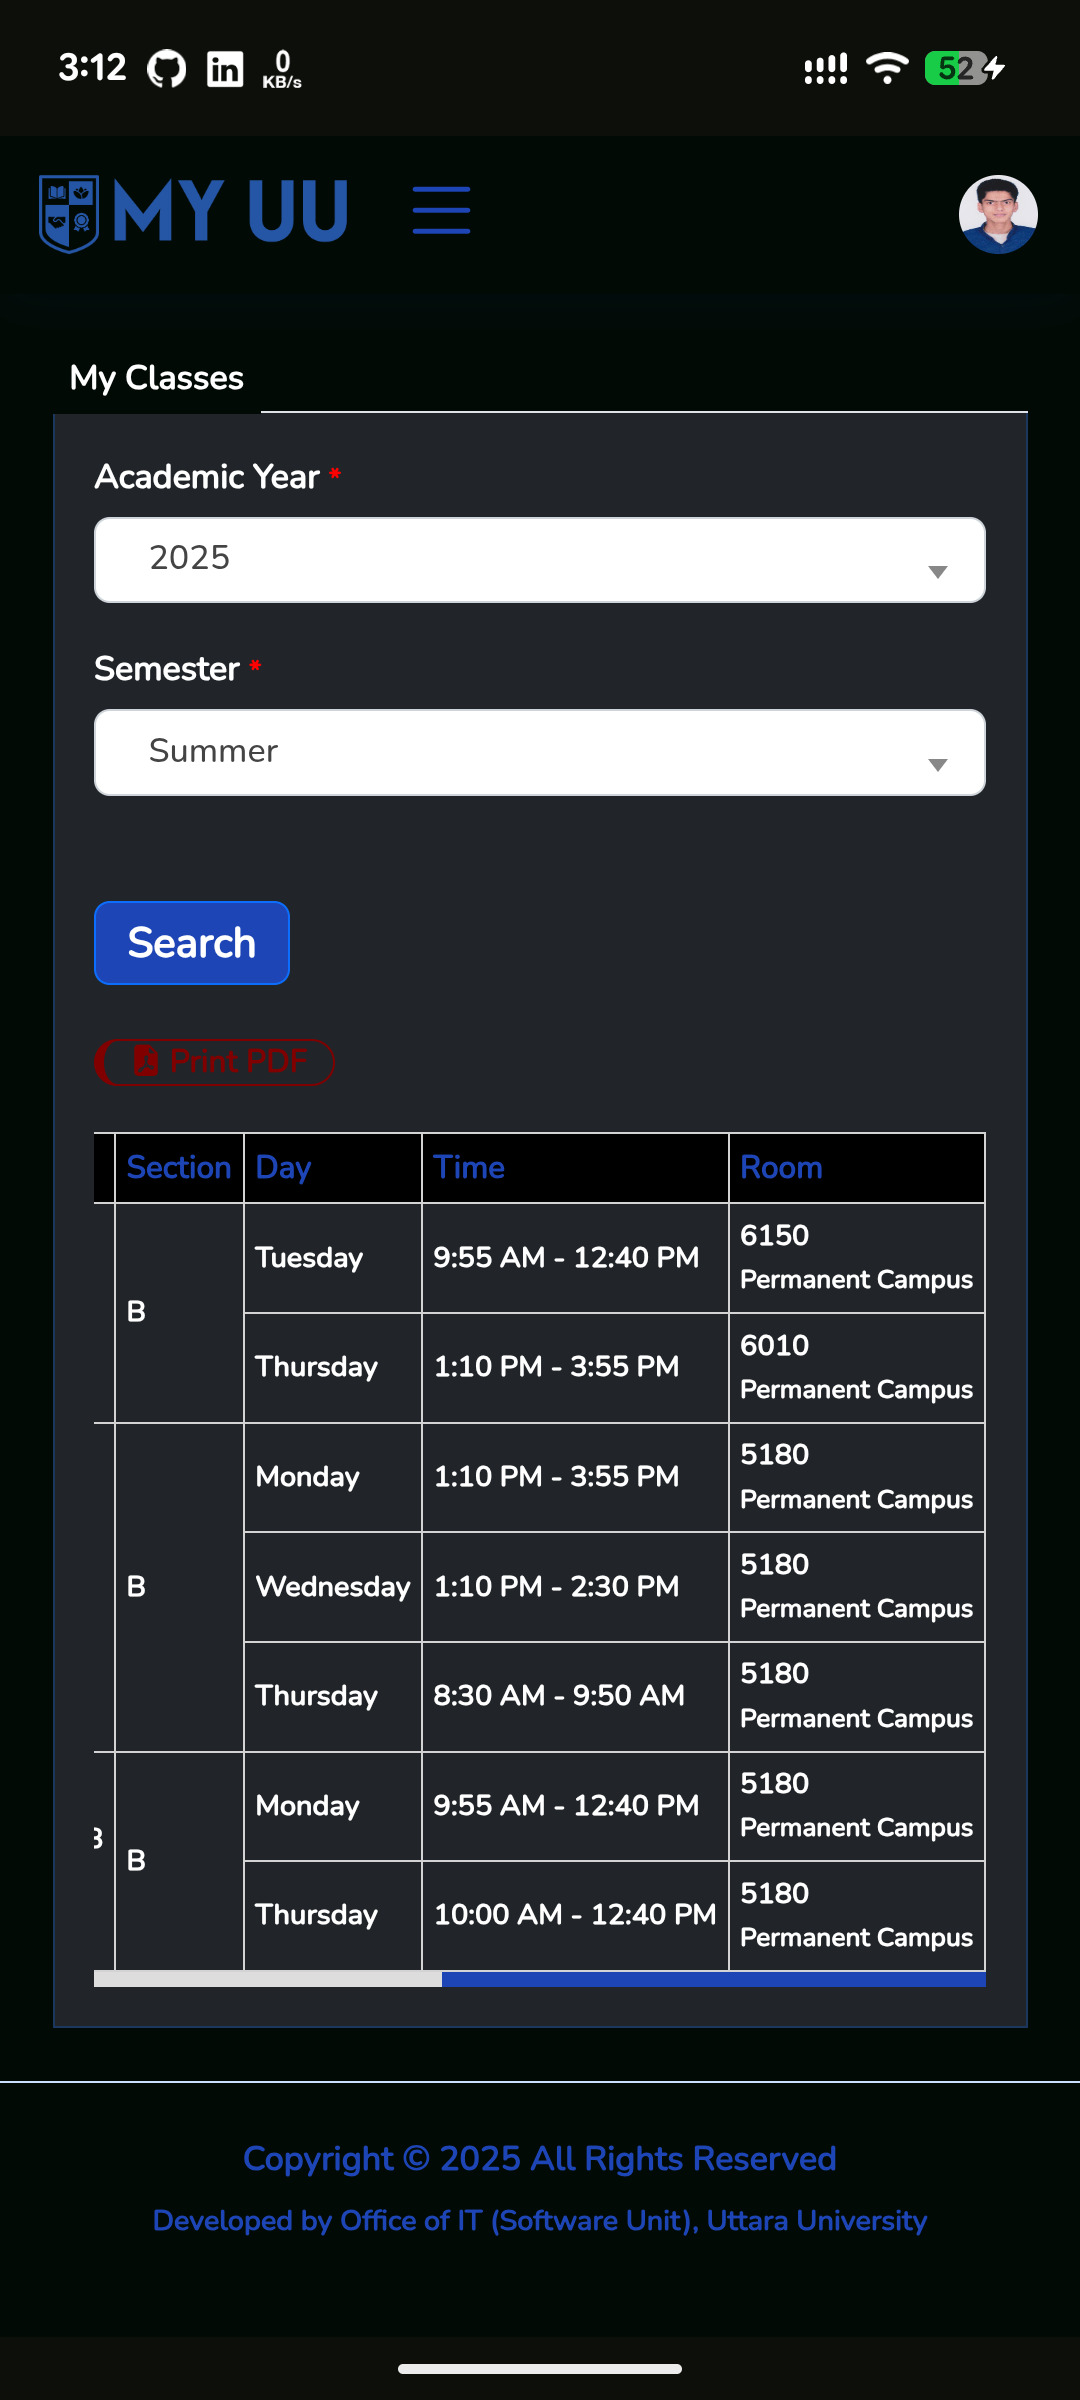 3:12 0 KB/s 52
MY UU
My Classes
Academic Year *
2025
Semester *
Summer
Search
Print PDF
Section Day Time Room
B
Tuesday 9:55 AM - 12:40 PM 6150
Permanent Campus
Thursday 1:10 PM - 3:55 PM 6010
Permanent Campus
B
Monday 1:10 PM - 3:55 PM 5180
Permanent Campus
Wednesday 1:10 PM - 2:30 PM 5180
Permanent Campus
Thursday 8:30 AM - 9:50 AM 5180
Permanent Campus
B
Monday 9:55 AM - 12:40 PM 5180
Permanent Campus
Thursday 10:00 AM - 12:40 PM 5180
Permanent Campus
Copyright © 2025 All Rights Reserved
Developed by Office of IT (Software Unit), Uttara University